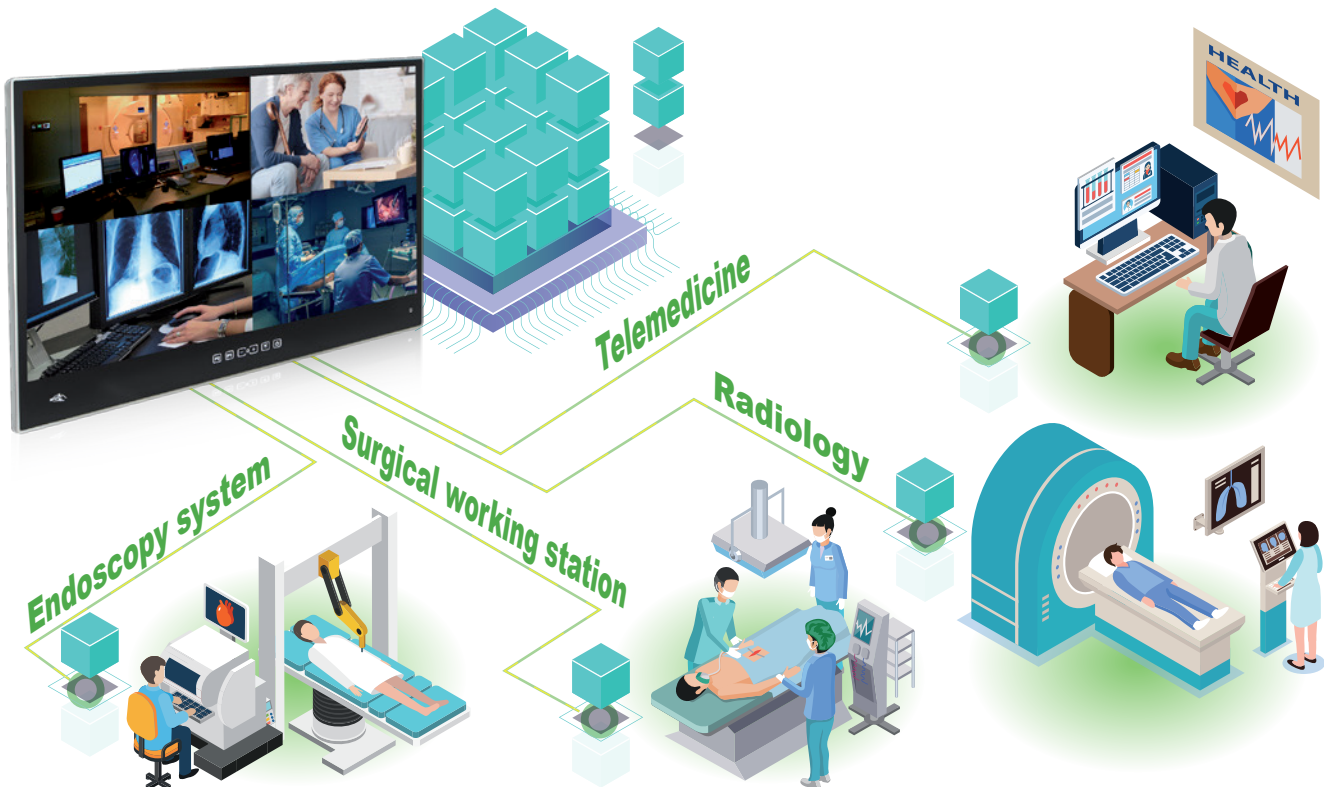 HEALTH
Telemedicine
Radiology
Surgical working station
Endoscopy system